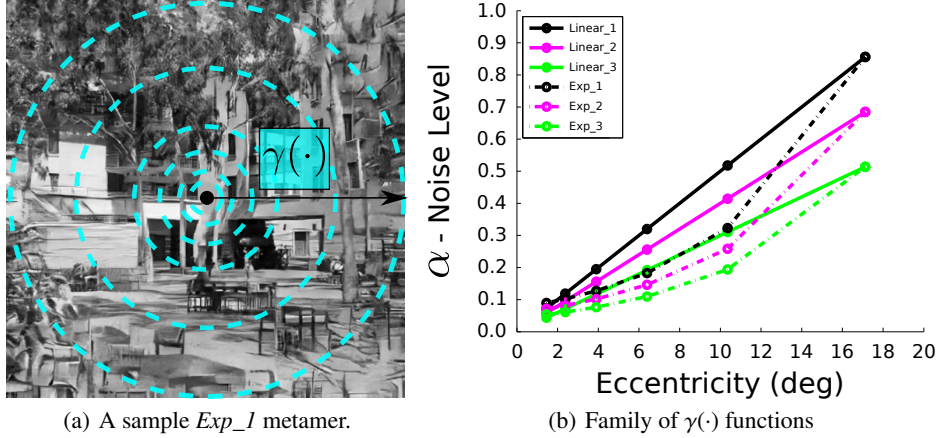 γ(·)
(a) A sample Exp_1 metamer.
1.0
0.9
0.8
0.7
0.6
0.5
0.4
0.3
0.2
0.1
0.0
α - Noise Level
Linear_1
Linear_2
Linear_3
Exp_1
Exp_2
Exp_3
0 2 4 6 8 10 12 14 16 18 20
Eccentricity (deg)
(b) Family of γ(·) functions